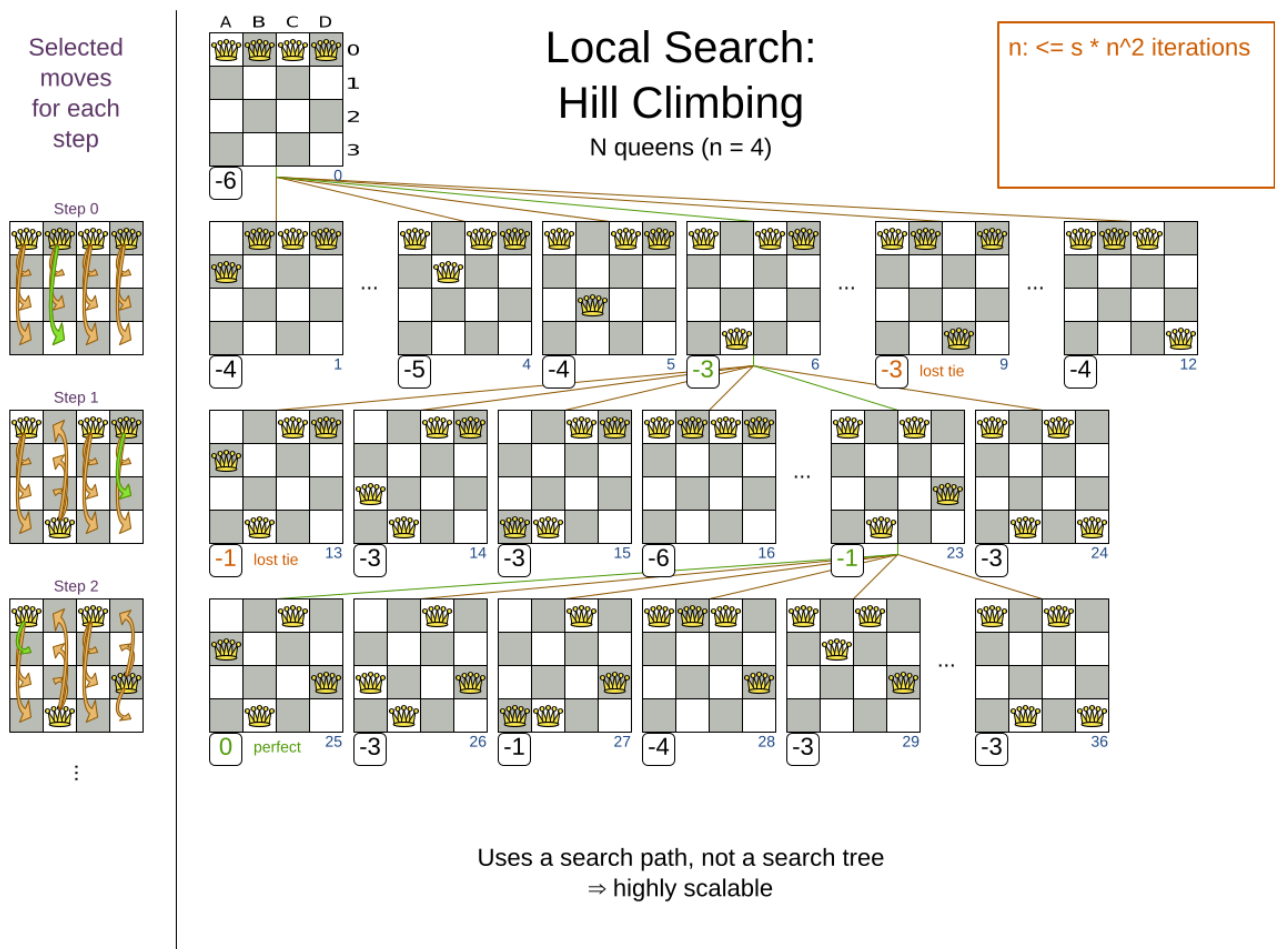 Selected
moves
for each
step
A B C D
0
1
2
3
-6
0
Local Search:
Hill Climbing
N queens (n = 4)
n: <= s * n^2 iterations
Step 0
...
...
...
-4 1
-5 4
-4 5
-3 6
-3 lost tie 9
-4 12
Step 1
...
-1 lost tie 13
-3 14
-3 15
-6 16
-1 23
-3 24
Step 2
...
0 perfect 25
-3 26
-1 27
-4 28
-3 29
-3 36
...
Uses a search path, not a search tree
⇒ highly scalable